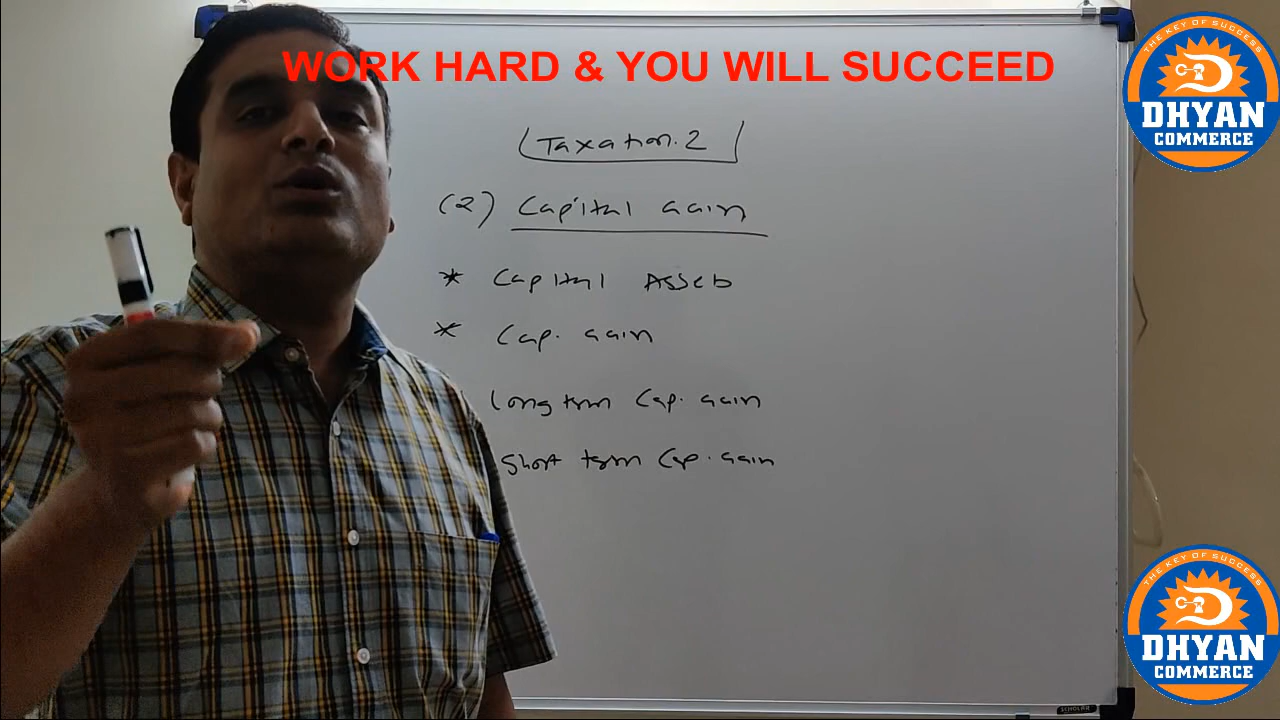 WORK HARD & YOU WILL SUCCEED
THE KEY OF SUCCESS
DHYAN
COMMERCE
Taxation.2
(2) Capital Gain
* Capital Assets
* Cap. Gain
Long term Cap. Gain
Short term Cap. Gain
THE KEY OF SUCCESS
DHYAN
COMMERCE
SCHOLAR